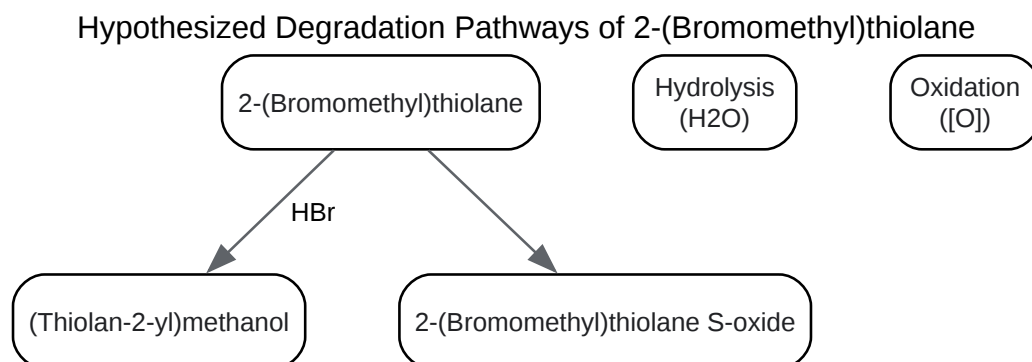 Hypothesized Degradation Pathways of 2-(Bromomethyl)thiolane
2-(Bromomethyl)thiolane
Hydrolysis
(H2O)
Oxidation
([O])
HBr
(Thiolan-2-yl)methanol
2-(Bromomethyl)thiolane S-oxide